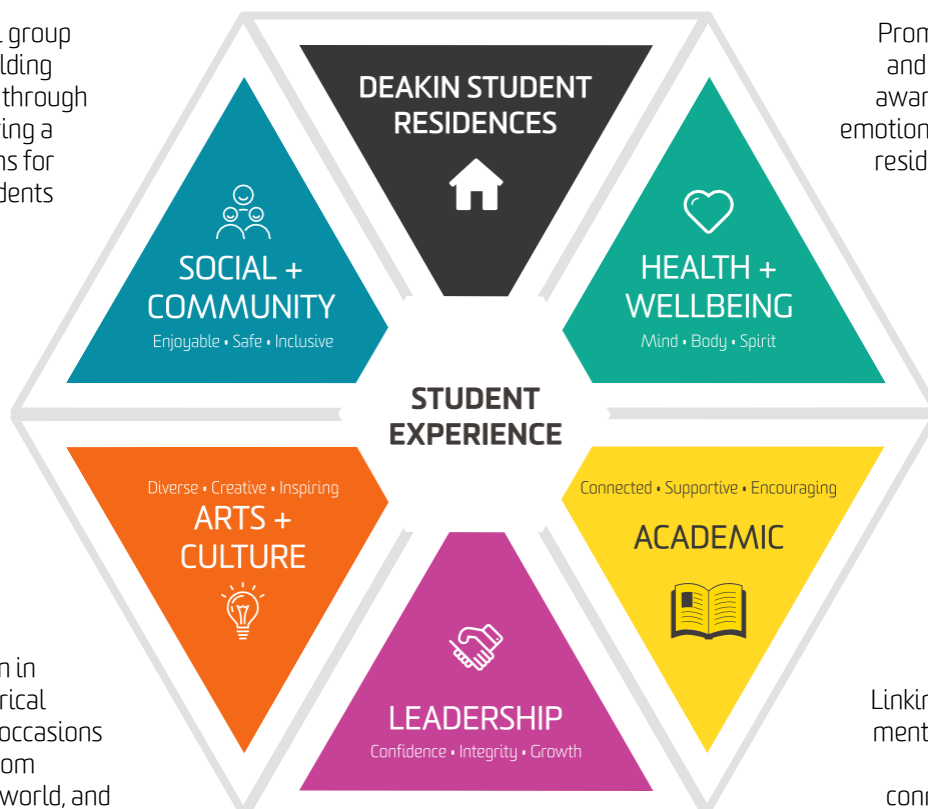 l group
lding
through
ing a
ns for
dents
DEAKIN STUDENT
RESIDENCES
Prom
and
awar
emotion
resid
SOCIAL +
COMMUNITY
Enjoyable • Safe • Inclusive
HEALTH +
WELLBEING
Mind • Body • Spirit
STUDENT
EXPERIENCE
Diverse • Creative • Inspiring
ARTS +
CULTURE
Connected • Supportive • Encouraging
ACADEMIC
LEADERSHIP
Confidence • Integrity • Growth
n in
rical
occasions
om
world, and
Linkin
ment
conn